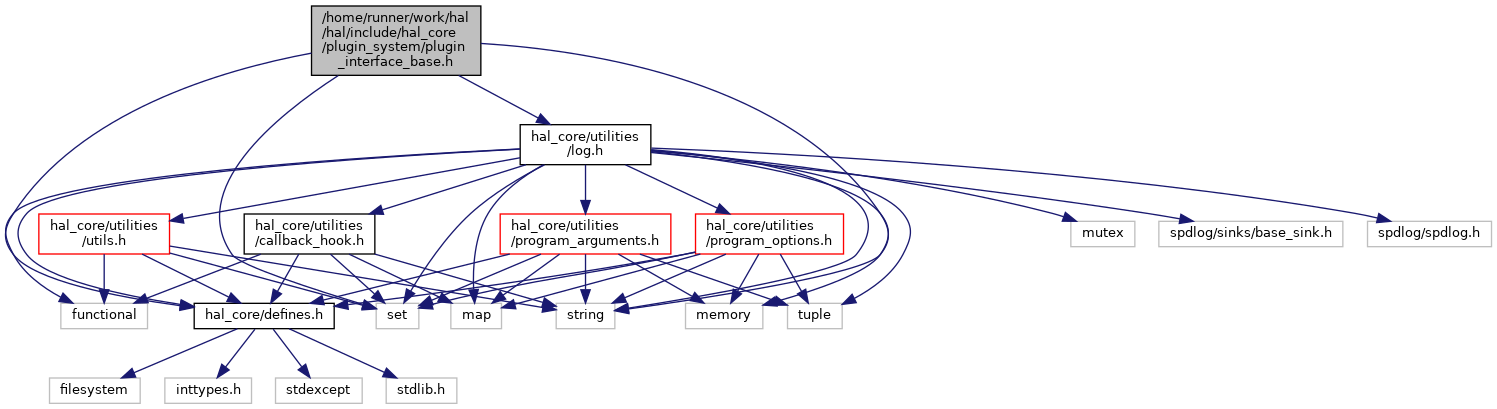 /home/runner/work/hal
/hal/include/hal_core
/plugin_system/plugin
_interface_base.h
hal_core/utilities
/log.h
hal_core/utilities
/utils.h
hal_core/utilities
/callback_hook.h
hal_core/utilities
/program_arguments.h
hal_core/utilities
/program_options.h
mutex
spdlog/sinks/base_sink.h
spdlog/spdlog.h
functional
hal_core/defines.h
set
map
string
memory
tuple
filesystem
inttypes.h
stdexcept
stdlib.h